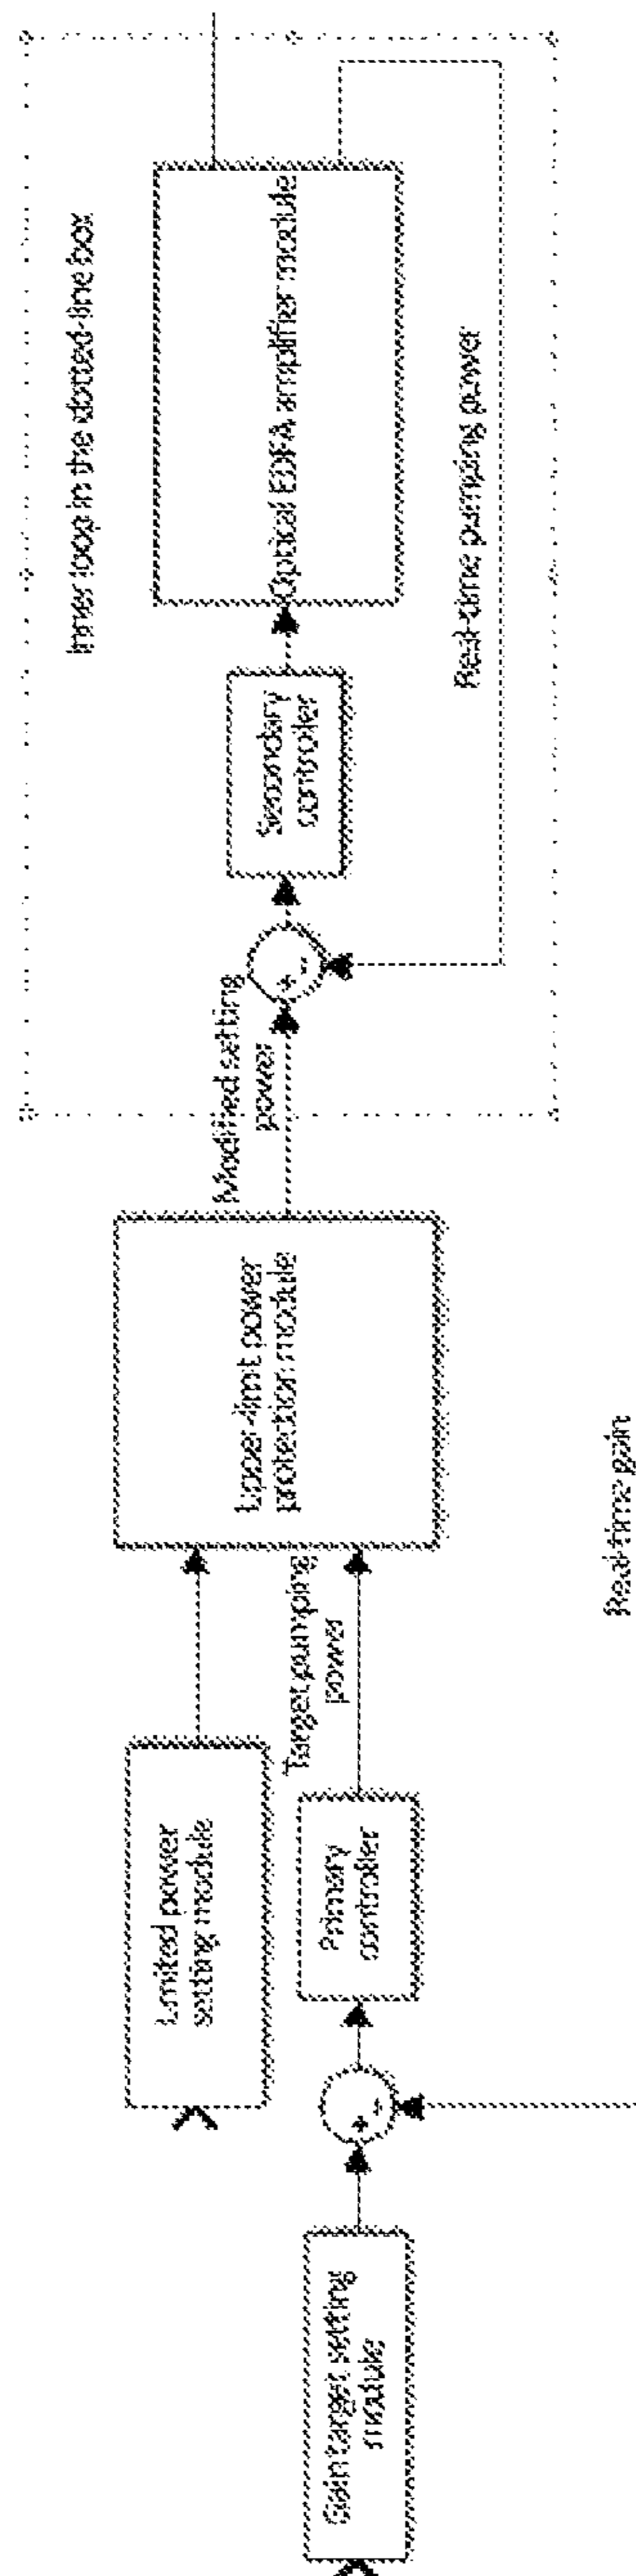 Gain target setting
module
Limited power
setting module
Primary
controller
Target pumping
power
Upper-limit power
protection module
Modified setting
power
Secondary
controller
Optical EDFA amplifier module
Inner loop in the dotted-line box
Real-time pumping power
Real-time gain
+
-
+
-